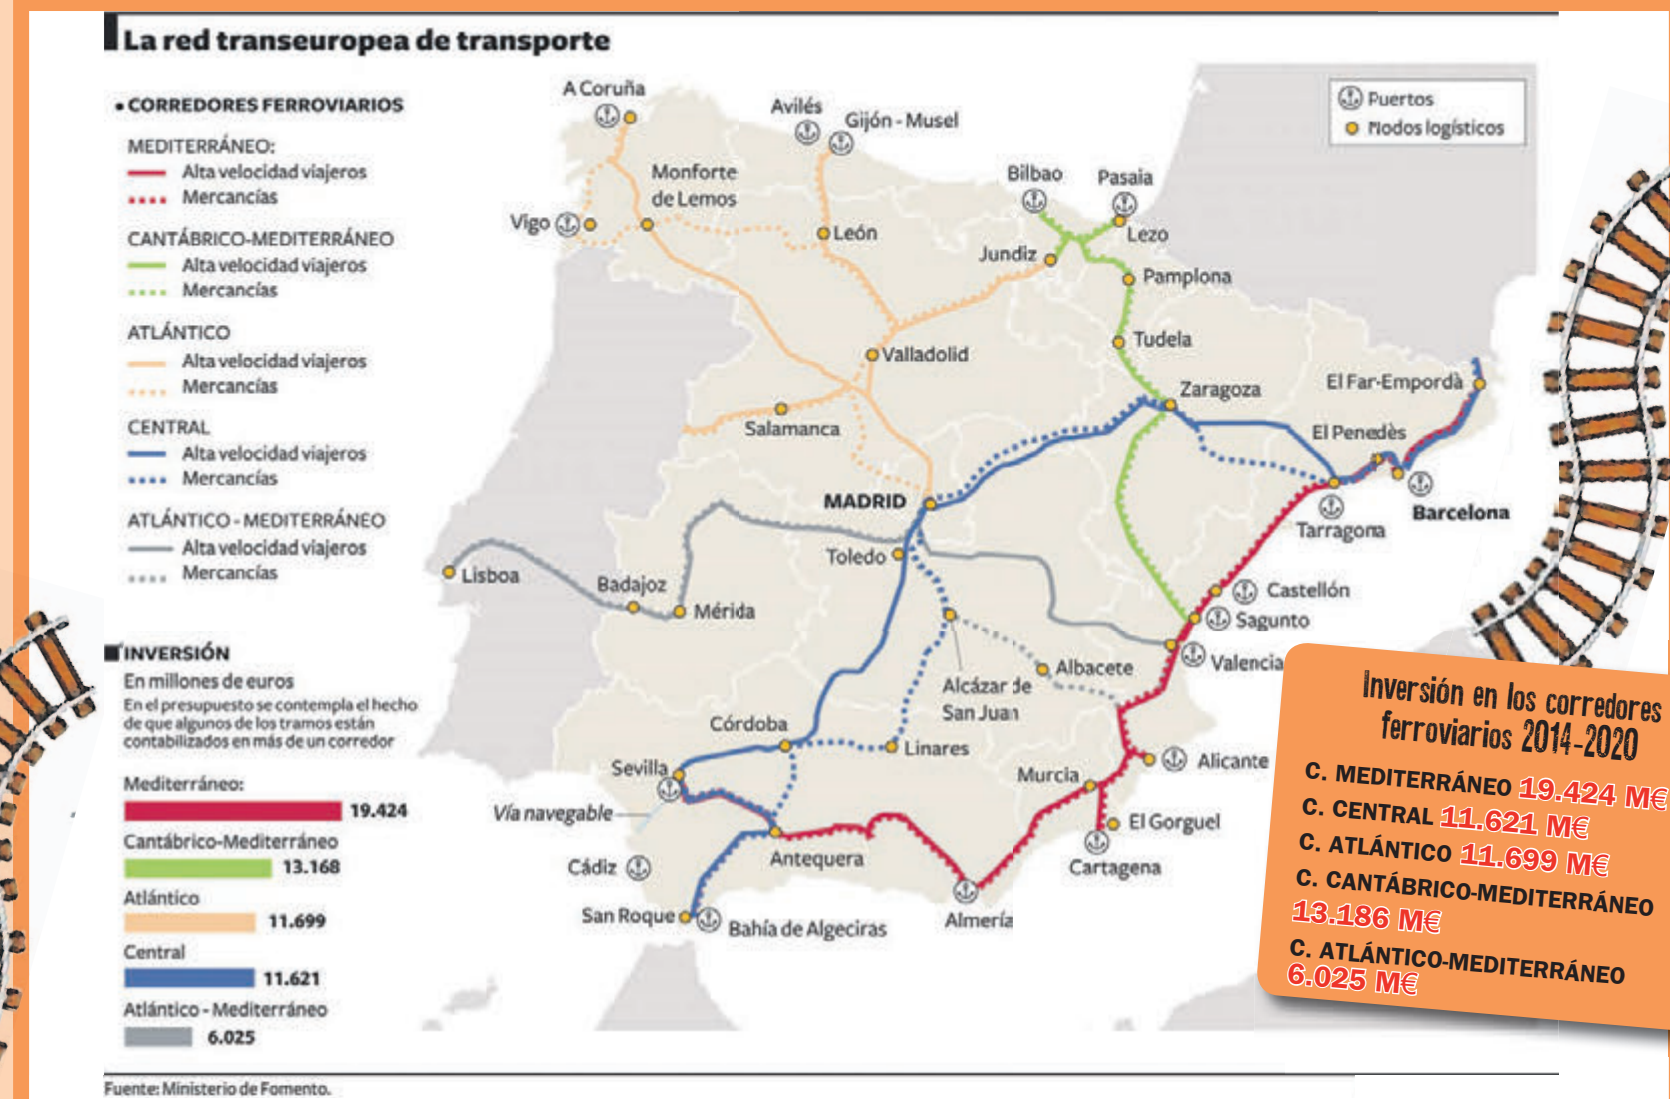 La red transeuropea de transporte
• CORREDORES FERROVIARIOS
MEDITERRÁNEO:
Alta velocidad viajeros
Mercancías
CANTÁBRICO-MEDITERRÁNEO
Alta velocidad viajeros
Mercancías
ATLÁNTICO
Alta velocidad viajeros
Mercancías
CENTRAL
Alta velocidad viajeros
Mercancías
ATLÁNTICO - MEDITERRÁNEO
Alta velocidad viajeros
Mercancías
INVERSIÓN
En millones de euros
En el presupuesto se contempla el hecho
de que algunos de los tramos están
contabilizados en más de un corredor
Mediterráneo:
19.424
Cantábrico-Mediterráneo
13.168
Atlántico
11.699
Central
11.621
Atlántico - Mediterráneo
6.025
Fuente: Ministerio de Fomento.
Puertos
Nodos logísticos
A Coruña
Avilés
Gijón - Musel
Monforte
de Lemos
Bilbao
Pasaia
Vigo
León
Lezo
Jundiz
Pamplona
Tudela
Valladolid
Zaragoza
El Far-Empordà
Salamanca
El Penedès
MADRID
Barcelona
Tarragona
Toledo
Lisboa
Badajoz
Mérida
Castellón
Sagunto
Valencia
Albacete
Alcázar de
San Juan
Córdoba
Linares
Sevilla
Murcia
Alicante
Vía navegable
El Gorguel
Antequera
Cádiz
Cartagena
San Roque
Bahía de Algeciras
Almería
Inversión en los corredores
ferroviarios 2014-2020
C. MEDITERRÁNEO 19.424 M€
C. CENTRAL 11.621 M€
C. ATLÁNTICO 11.699 M€
C. CANTÁBRICO-MEDITERRÁNEO
13.186 M€
C. ATLÁNTICO-MEDITERRÁNEO
6.025 M€